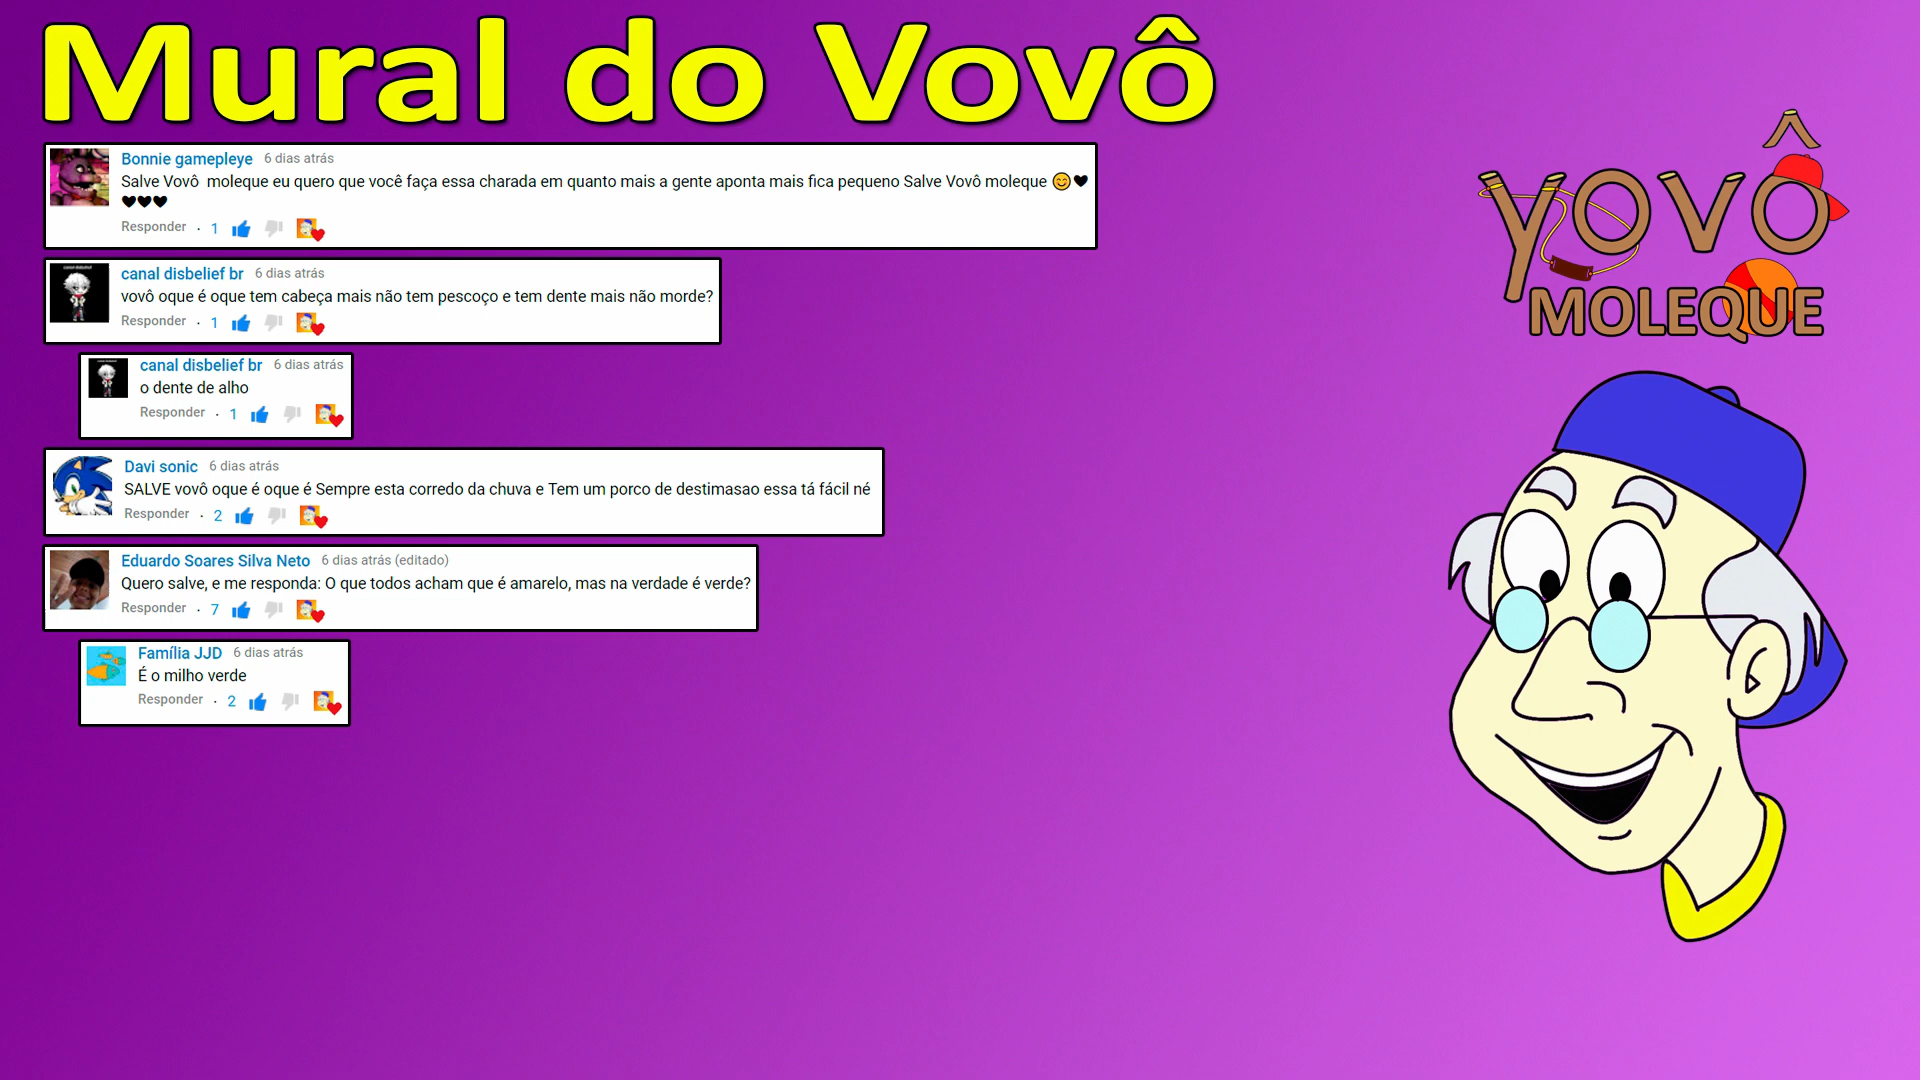 Mural do Vovô
Bonnie gamepleye 6 dias atrás
Salve Vovô moleque eu quero que você faça essa charada em quanto mais a gente aponta mais fica pequeno Salve Vovô moleque 😊🖤
🖤🖤🖤
Responder · 1
canal disbelief br 6 dias atrás
vovô oque é oque tem cabeça mais não tem pescoço e tem dente mais não morde?
Responder · 1
canal disbelief br 6 dias atrás
o dente de alho
Responder · 1
Davi sonic 6 dias atrás
SALVE vovô oque é oque é Sempre esta corredo da chuva e Tem um porco de destimasao essa tá fácil né
Responder · 2
Eduardo Soares Silva Neto 6 dias atrás (editado)
Quero salve, e me responda: O que todos acham que é amarelo, mas na verdade é verde?
Responder · 7
Família JJD 6 dias atrás
É o milho verde
Responder · 2
VOVÔ
MOLEQUE